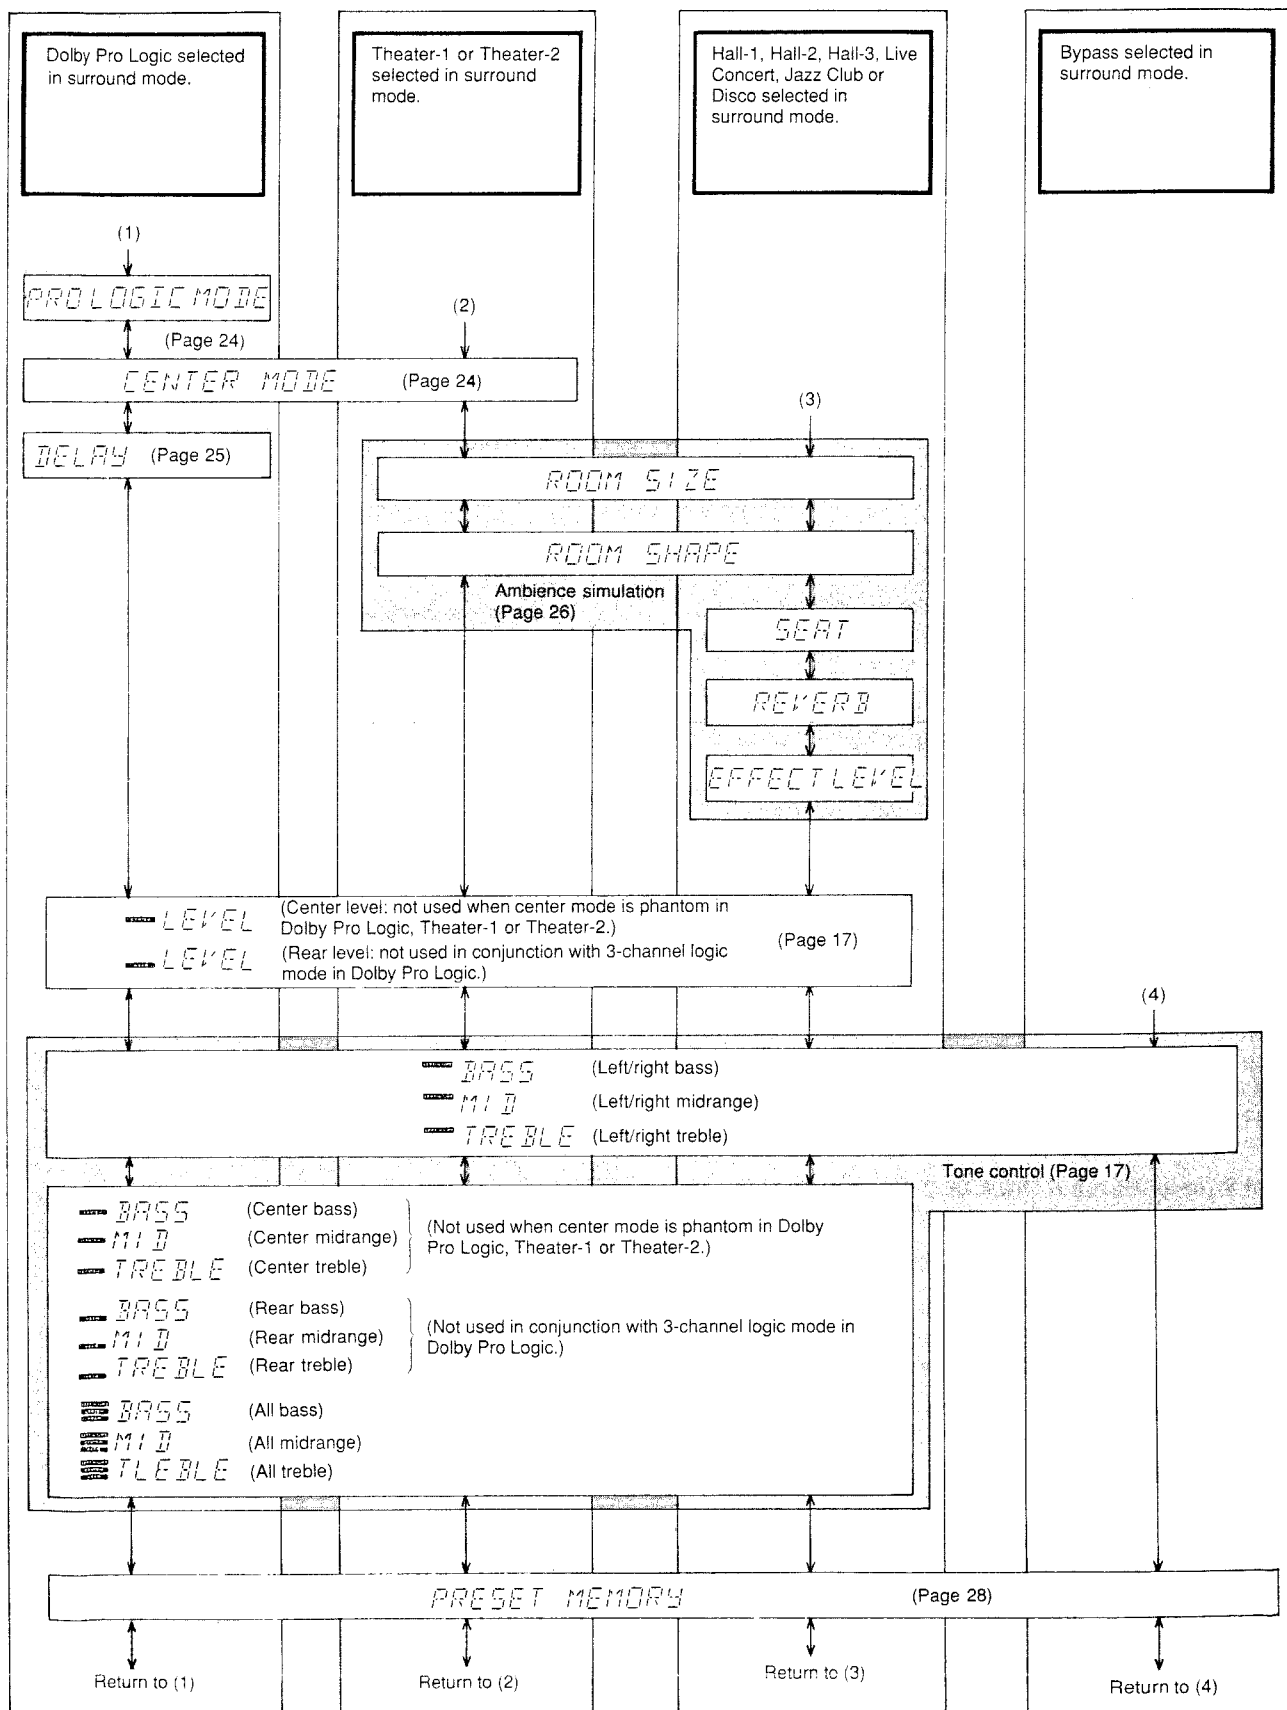 Dolby Pro Logic selected
in surround mode.
Theater-1 or Theater-2
selected in surround
mode.
Hall-1, Hall-2, Hall-3, Live
Concert, Jazz Club or
Disco selected in
surround mode.
Bypass selected in
surround mode.
(1)
PRO LOGIC MODE
(Page 24)
(2)
CENTER MODE (Page 24)
(3)
DELAY (Page 25)
ROOM SIZE
ROOM SHAPE
Ambience simulation
(Page 26)
SEAT
REVERB
EFFECT LEVEL
LEVEL (Center level: not used when center mode is phantom in
Dolby Pro Logic, Theater-1 or Theater-2.)
(Page 17)
LEVEL (Rear level: not used in conjunction with 3-channel logic
mode in Dolby Pro Logic.)
(4)
BASS (Left/right bass)
MID (Left/right midrange)
TREBLE (Left/right treble)
Tone control (Page 17)
BASS (Center bass)
MID (Center midrange)
TREBLE (Center treble)
(Not used when center mode is phantom in Dolby
Pro Logic, Theater-1 or Theater-2.)
BASS (Rear bass)
MID (Rear midrange)
TREBLE (Rear treble)
(Not used in conjunction with 3-channel logic mode in
Dolby Pro Logic.)
BASS (All bass)
MID (All midrange)
TLEBLE (All treble)
PRESET MEMORY (Page 28)
Return to (1)
Return to (2)
Return to (3)
Return to (4)